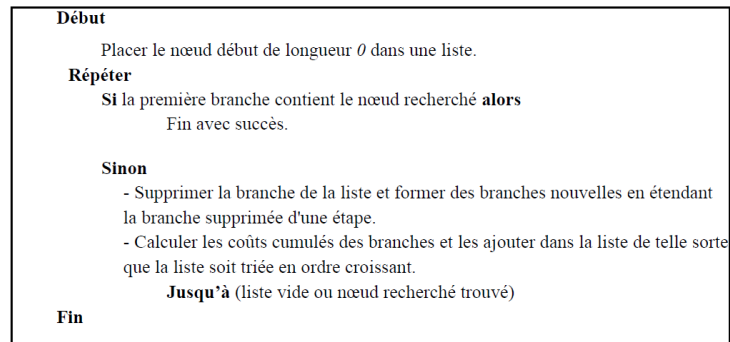 Début
Placer le nœud début de longueur 0 dans une liste.
Répéter
Si la première branche contient le nœud recherché alors
Fin avec succès.
Sinon
- Supprimer la branche de la liste et former des branches nouvelles en étendant
la branche supprimée d'une étape.
- Calculer les coûts cumulés des branches et les ajouter dans la liste de telle sorte
que la liste soit triée en ordre croissant.
Jusqu’à (liste vide ou nœud recherché trouvé)
Fin